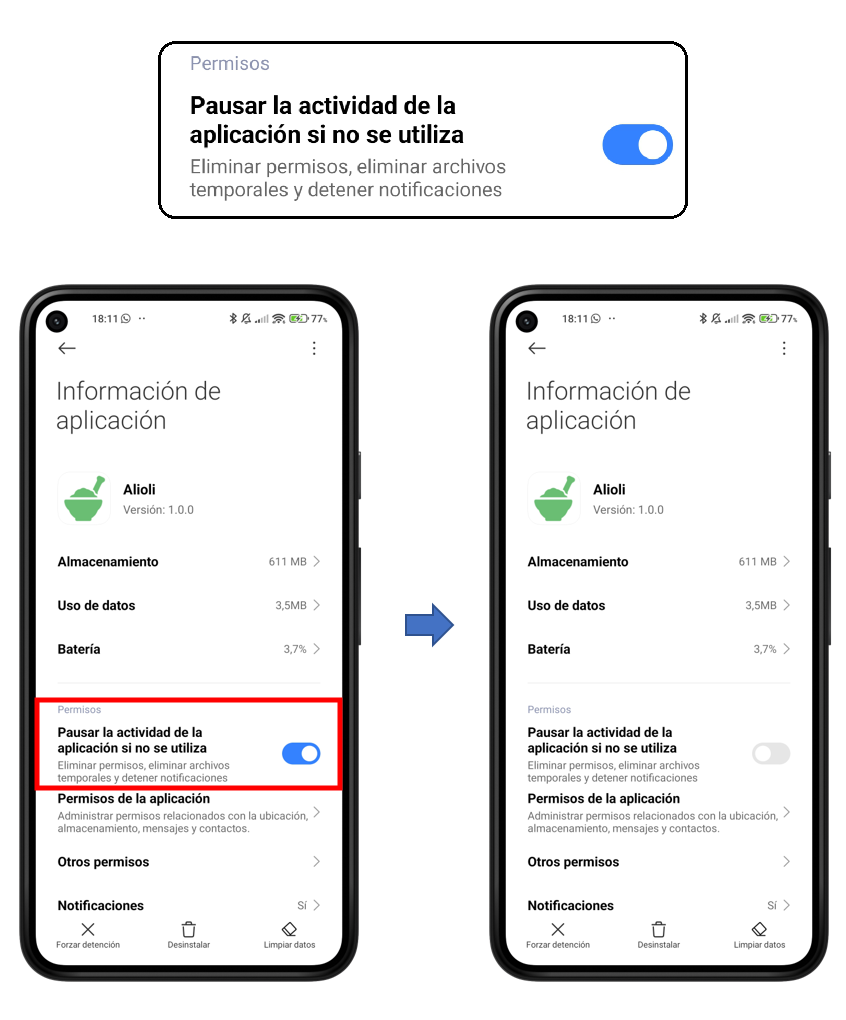 Permisos
Pausar la actividad de la
aplicación si no se utiliza
Eliminar permisos, eliminar archivos
temporales y detener notificaciones
18:11
77%
Información de
aplicación
Alioli
Versión: 1.0.0
Almacenamiento 611 MB
Uso de datos 3,5MB
Batería 3,7%
Permisos
Pausar la actividad de la
aplicación si no se utiliza
Eliminar permisos, eliminar archivos
temporales y detener notificaciones
Permisos de la aplicación
Administrar permisos relacionados con la ubicación,
almacenamiento, mensajes y contactos.
Otros permisos
Notificaciones Sí
Forzar detención Desinstalar Limpiar datos
18:11
77%
Información de
aplicación
Alioli
Versión: 1.0.0
Almacenamiento 611 MB
Uso de datos 3,5MB
Batería 3,7%
Permisos
Pausar la actividad de la
aplicación si no se utiliza
Eliminar permisos, eliminar archivos
temporales y detener notificaciones
Permisos de la aplicación
Administrar permisos relacionados con la ubicación,
almacenamiento, mensajes y contactos.
Otros permisos
Notificaciones Sí
Forzar detención Desinstalar Limpiar datos